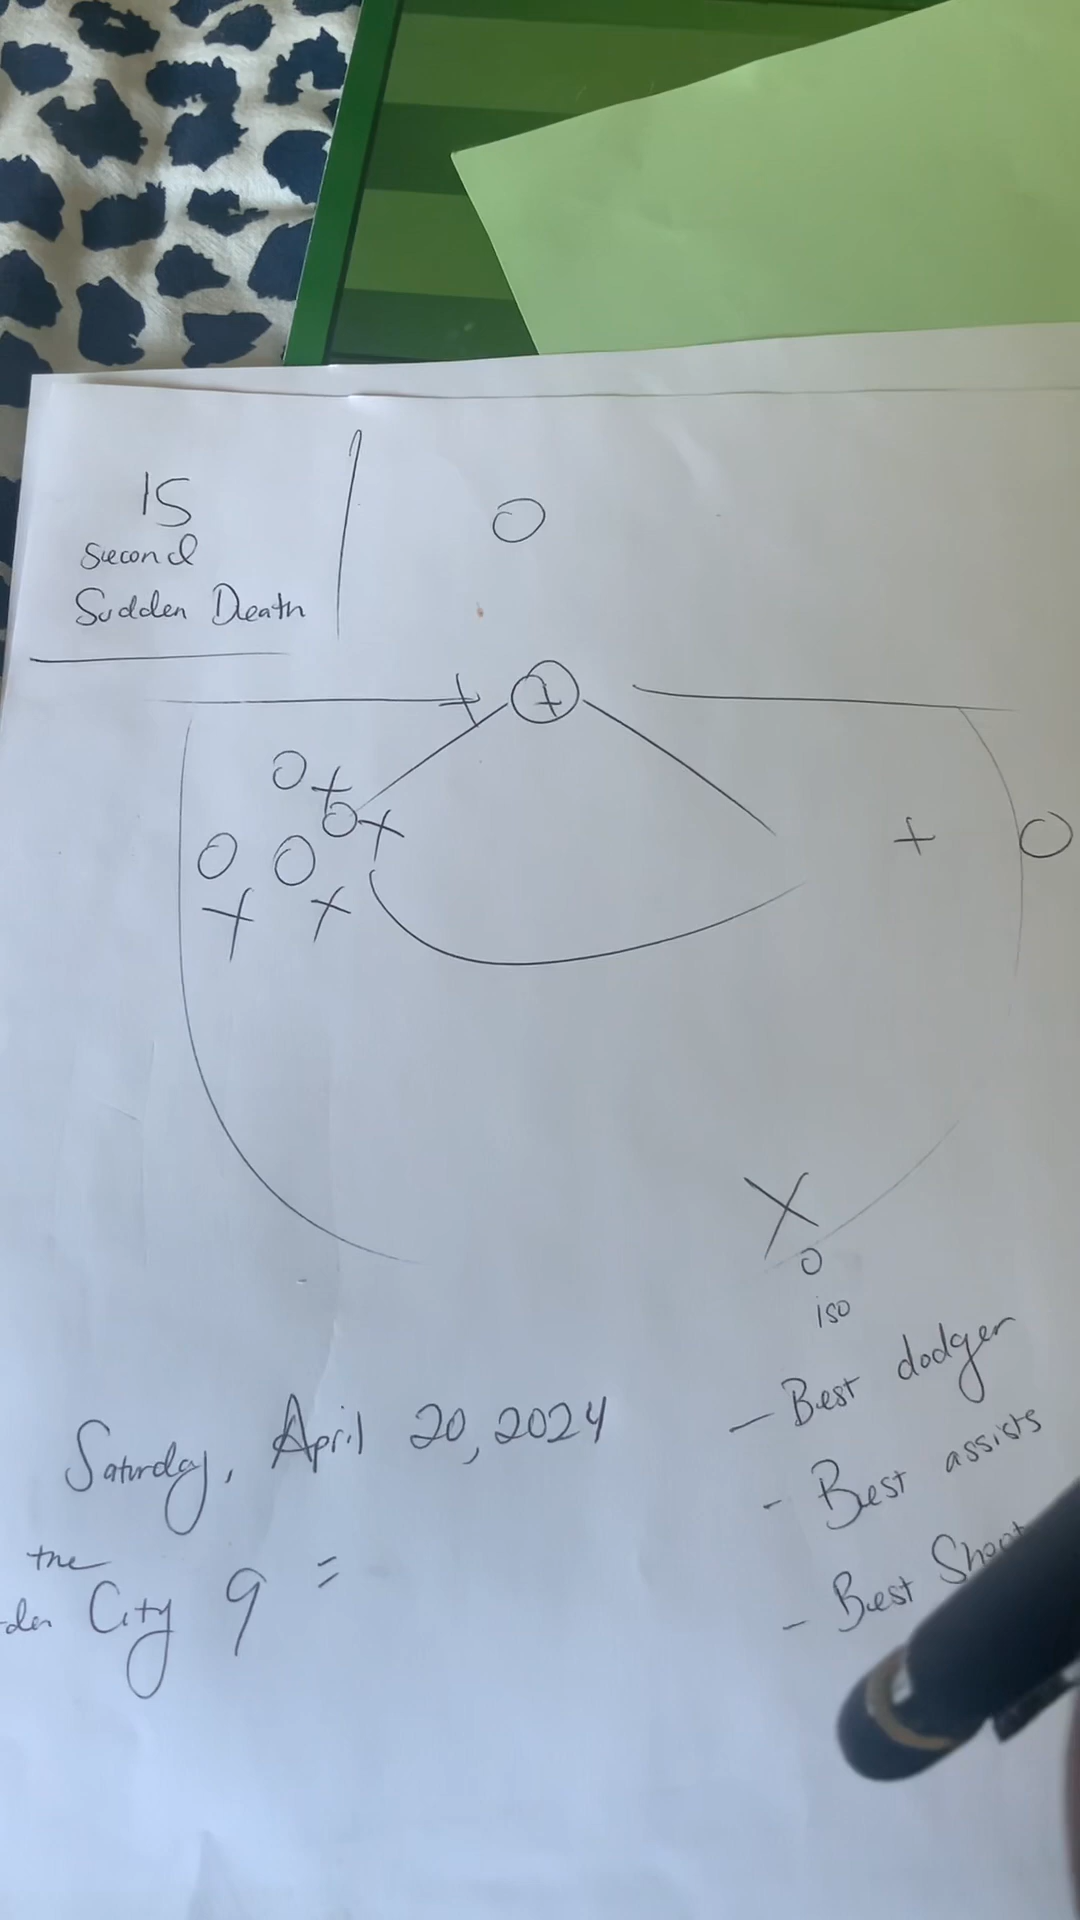 15
Second
Sudden Death
iso
- Best dodger
- Best assists
- Best
Saturday, April 20, 2024
the
City 9 =